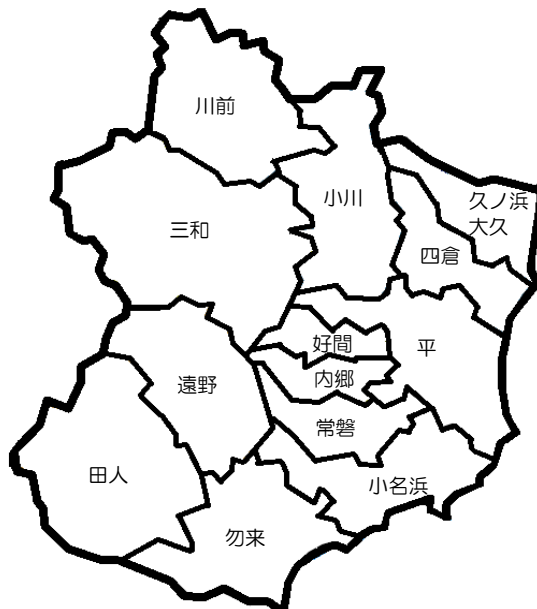 川前
小川
久ノ浜
大久
三和
四倉
好間
平
内郷
遠野
常磐
田人
小名浜
勿来